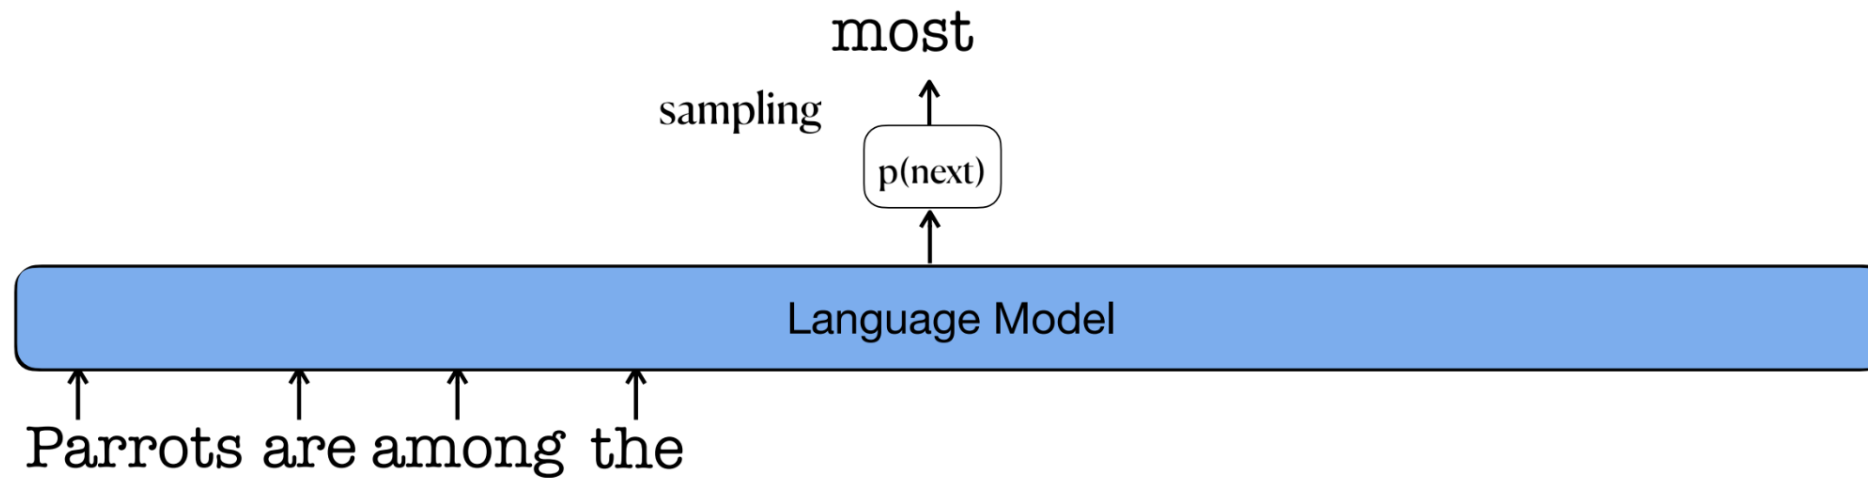 most
sampling
p(next)
Language Model
Parrots are among the